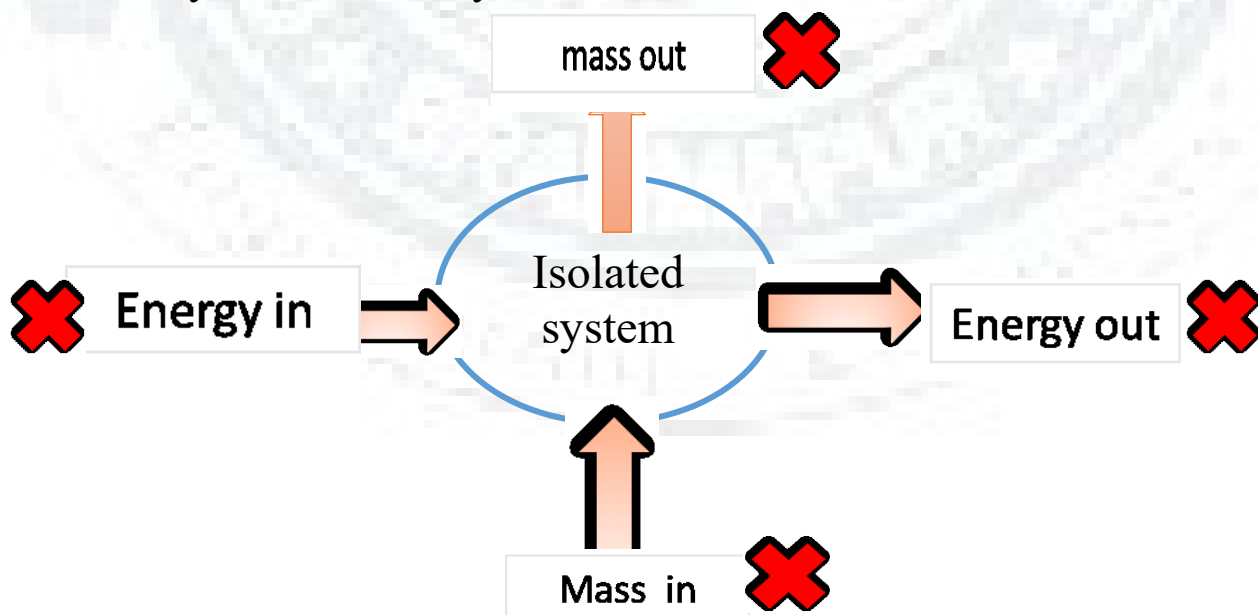 mass out
Isolated
system
Energy in
Energy out
Mass in